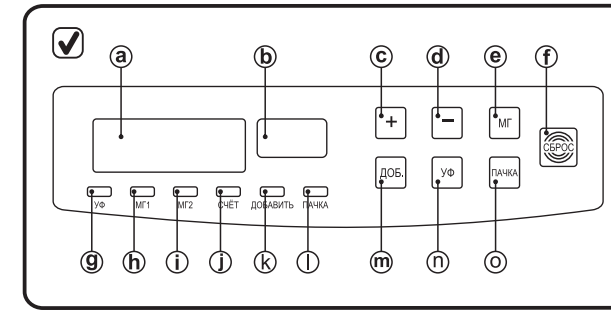 a b c d e f
+ − МГ СБРОС
ДОБ. УФ ПАЧКА
УФ МГ1 МГ2 СЧЁТ ДОБАВИТЬ ПАЧКА
g h i j k l m n o